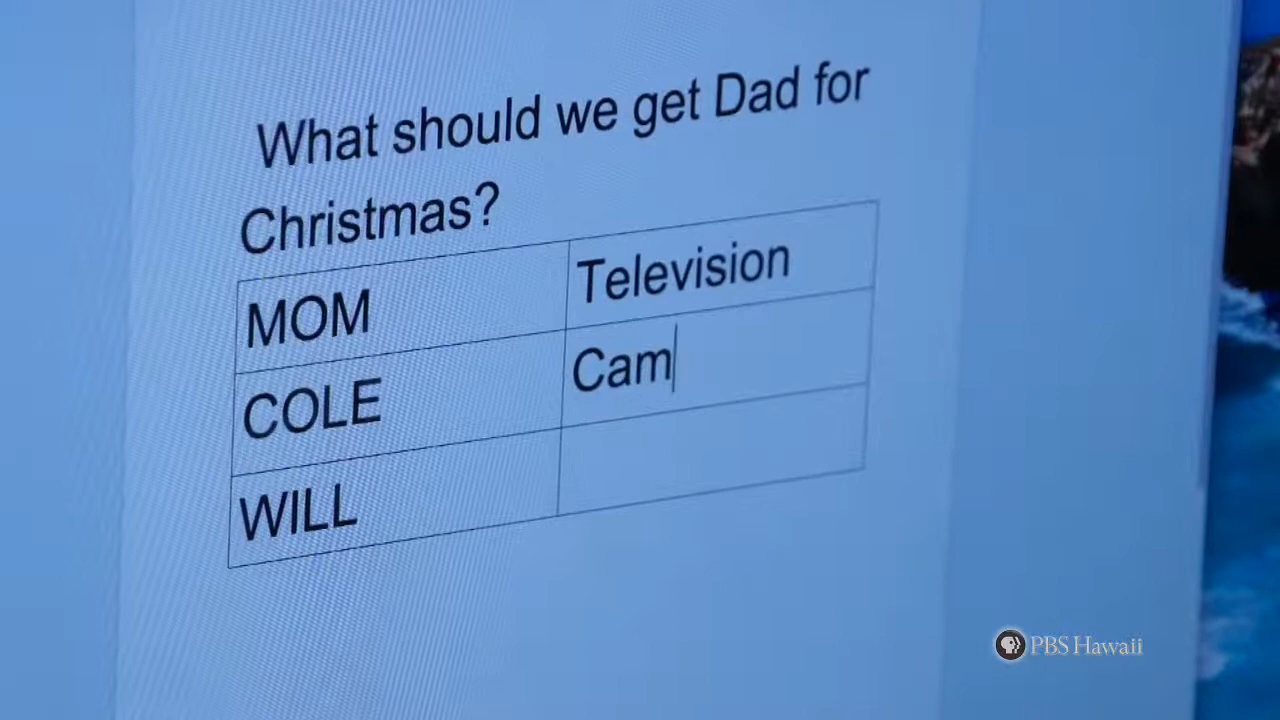 What should we get Dad for
Christmas?
MOM Television
COLE Cam
WILL
PBS Hawaii